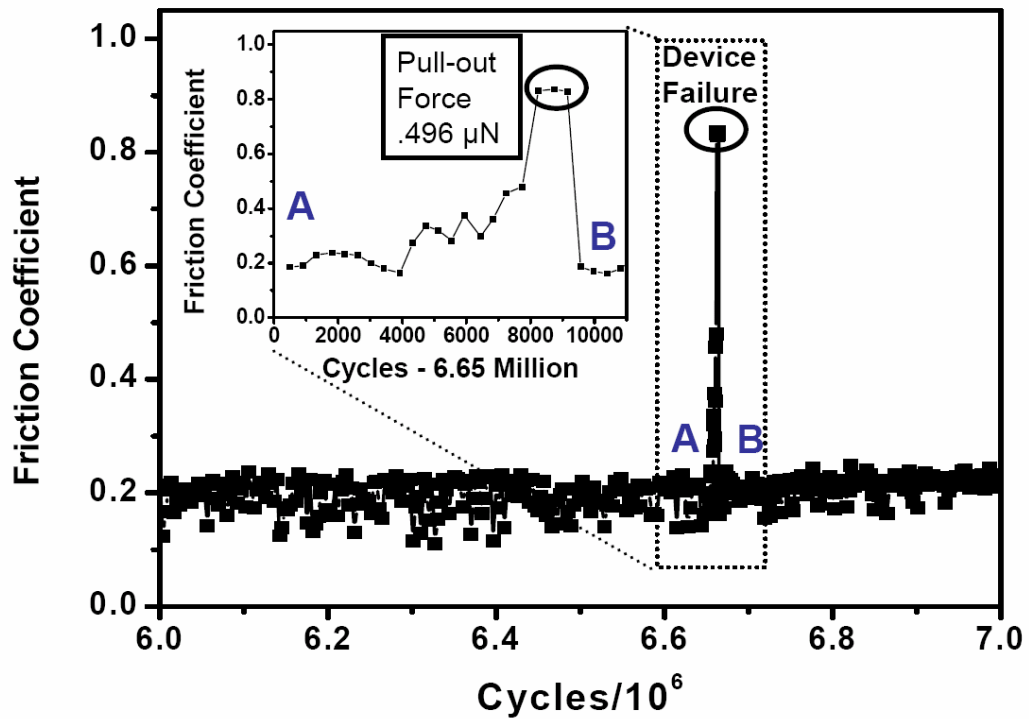 Friction Coefficient
1.0
0.8
0.6
0.4
0.2
0.0
6.0
6.2
6.4
6.6
6.8
7.0
Cycles/10⁶
Device
Failure
A
B
Friction Coefficient
1.0
0.8
0.6
0.4
0.2
0.0
0
2000
4000
6000
8000
10000
Cycles - 6.65 Million
Pull-out
Force
.496 μN
A
B